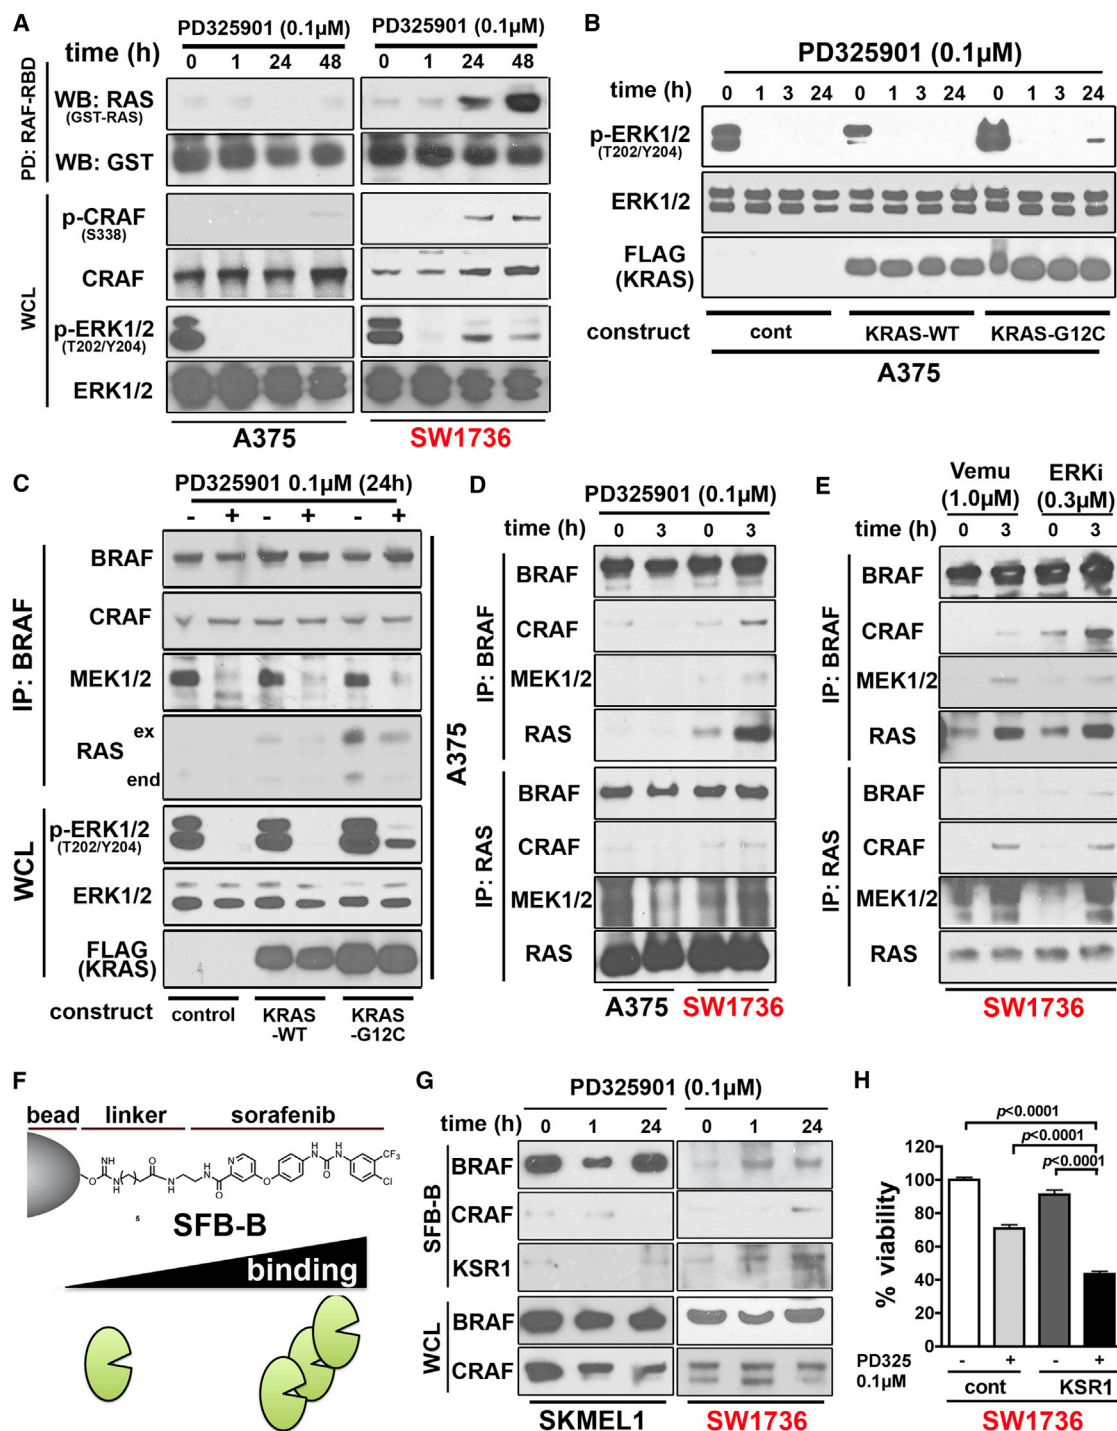 A
PD325901 (0.1µM)
PD325901 (0.1µM)
time (h)
0 1 24 48
0 1 24 48
PD: RAF-RBD
WB: RAS
(GST-RAS)
WB: GST
WCL
p-CRAF
(S338)
CRAF
p-ERK1/2
(T202/Y204)
ERK1/2
A375
SW1736
B
PD325901 (0.1µM)
time (h) 0 1 3 24 0 1 3 24 0 1 3 24
p-ERK1/2
(T202/Y204)
ERK1/2
FLAG
(KRAS)
construct
cont
KRAS-WT
KRAS-G12C
A375
C
PD325901 0.1µM (24h)
- + - + - +
IP: BRAF
BRAF
CRAF
MEK1/2
RAS
ex
end
WCL
p-ERK1/2
(T202/Y204)
ERK1/2
FLAG
(KRAS)
construct
control
KRAS
-WT
KRAS
-G12C
A375
D
PD325901 (0.1µM)
time (h) 0 3 0 3
IP: BRAF
BRAF
CRAF
MEK1/2
RAS
IP: RAS
BRAF
CRAF
MEK1/2
RAS
A375
SW1736
E
Vemu
(1.0µM)
ERKi
(0.3µM)
time (h) 0 3 0 3
IP: BRAF
BRAF
CRAF
MEK1/2
RAS
IP: RAS
BRAF
CRAF
MEK1/2
RAS
SW1736
F
bead
linker
sorafenib
NH
O
N
H
O
H
N
N
H
O
N
O
H
N
H
N
O
CF3
Cl
5
SFB-B
binding
G
PD325901 (0.1µM)
time (h) 0 1 24 0 1 24
SFB-B
BRAF
CRAF
KSR1
WCL
BRAF
CRAF
SKMEL1
SW1736
H
p<0.0001
p<0.0001
p<0.0001
% viability
140
120
100
80
60
40
20
0
PD325
0.1µM
- + - +
cont
KSR1
SW1736